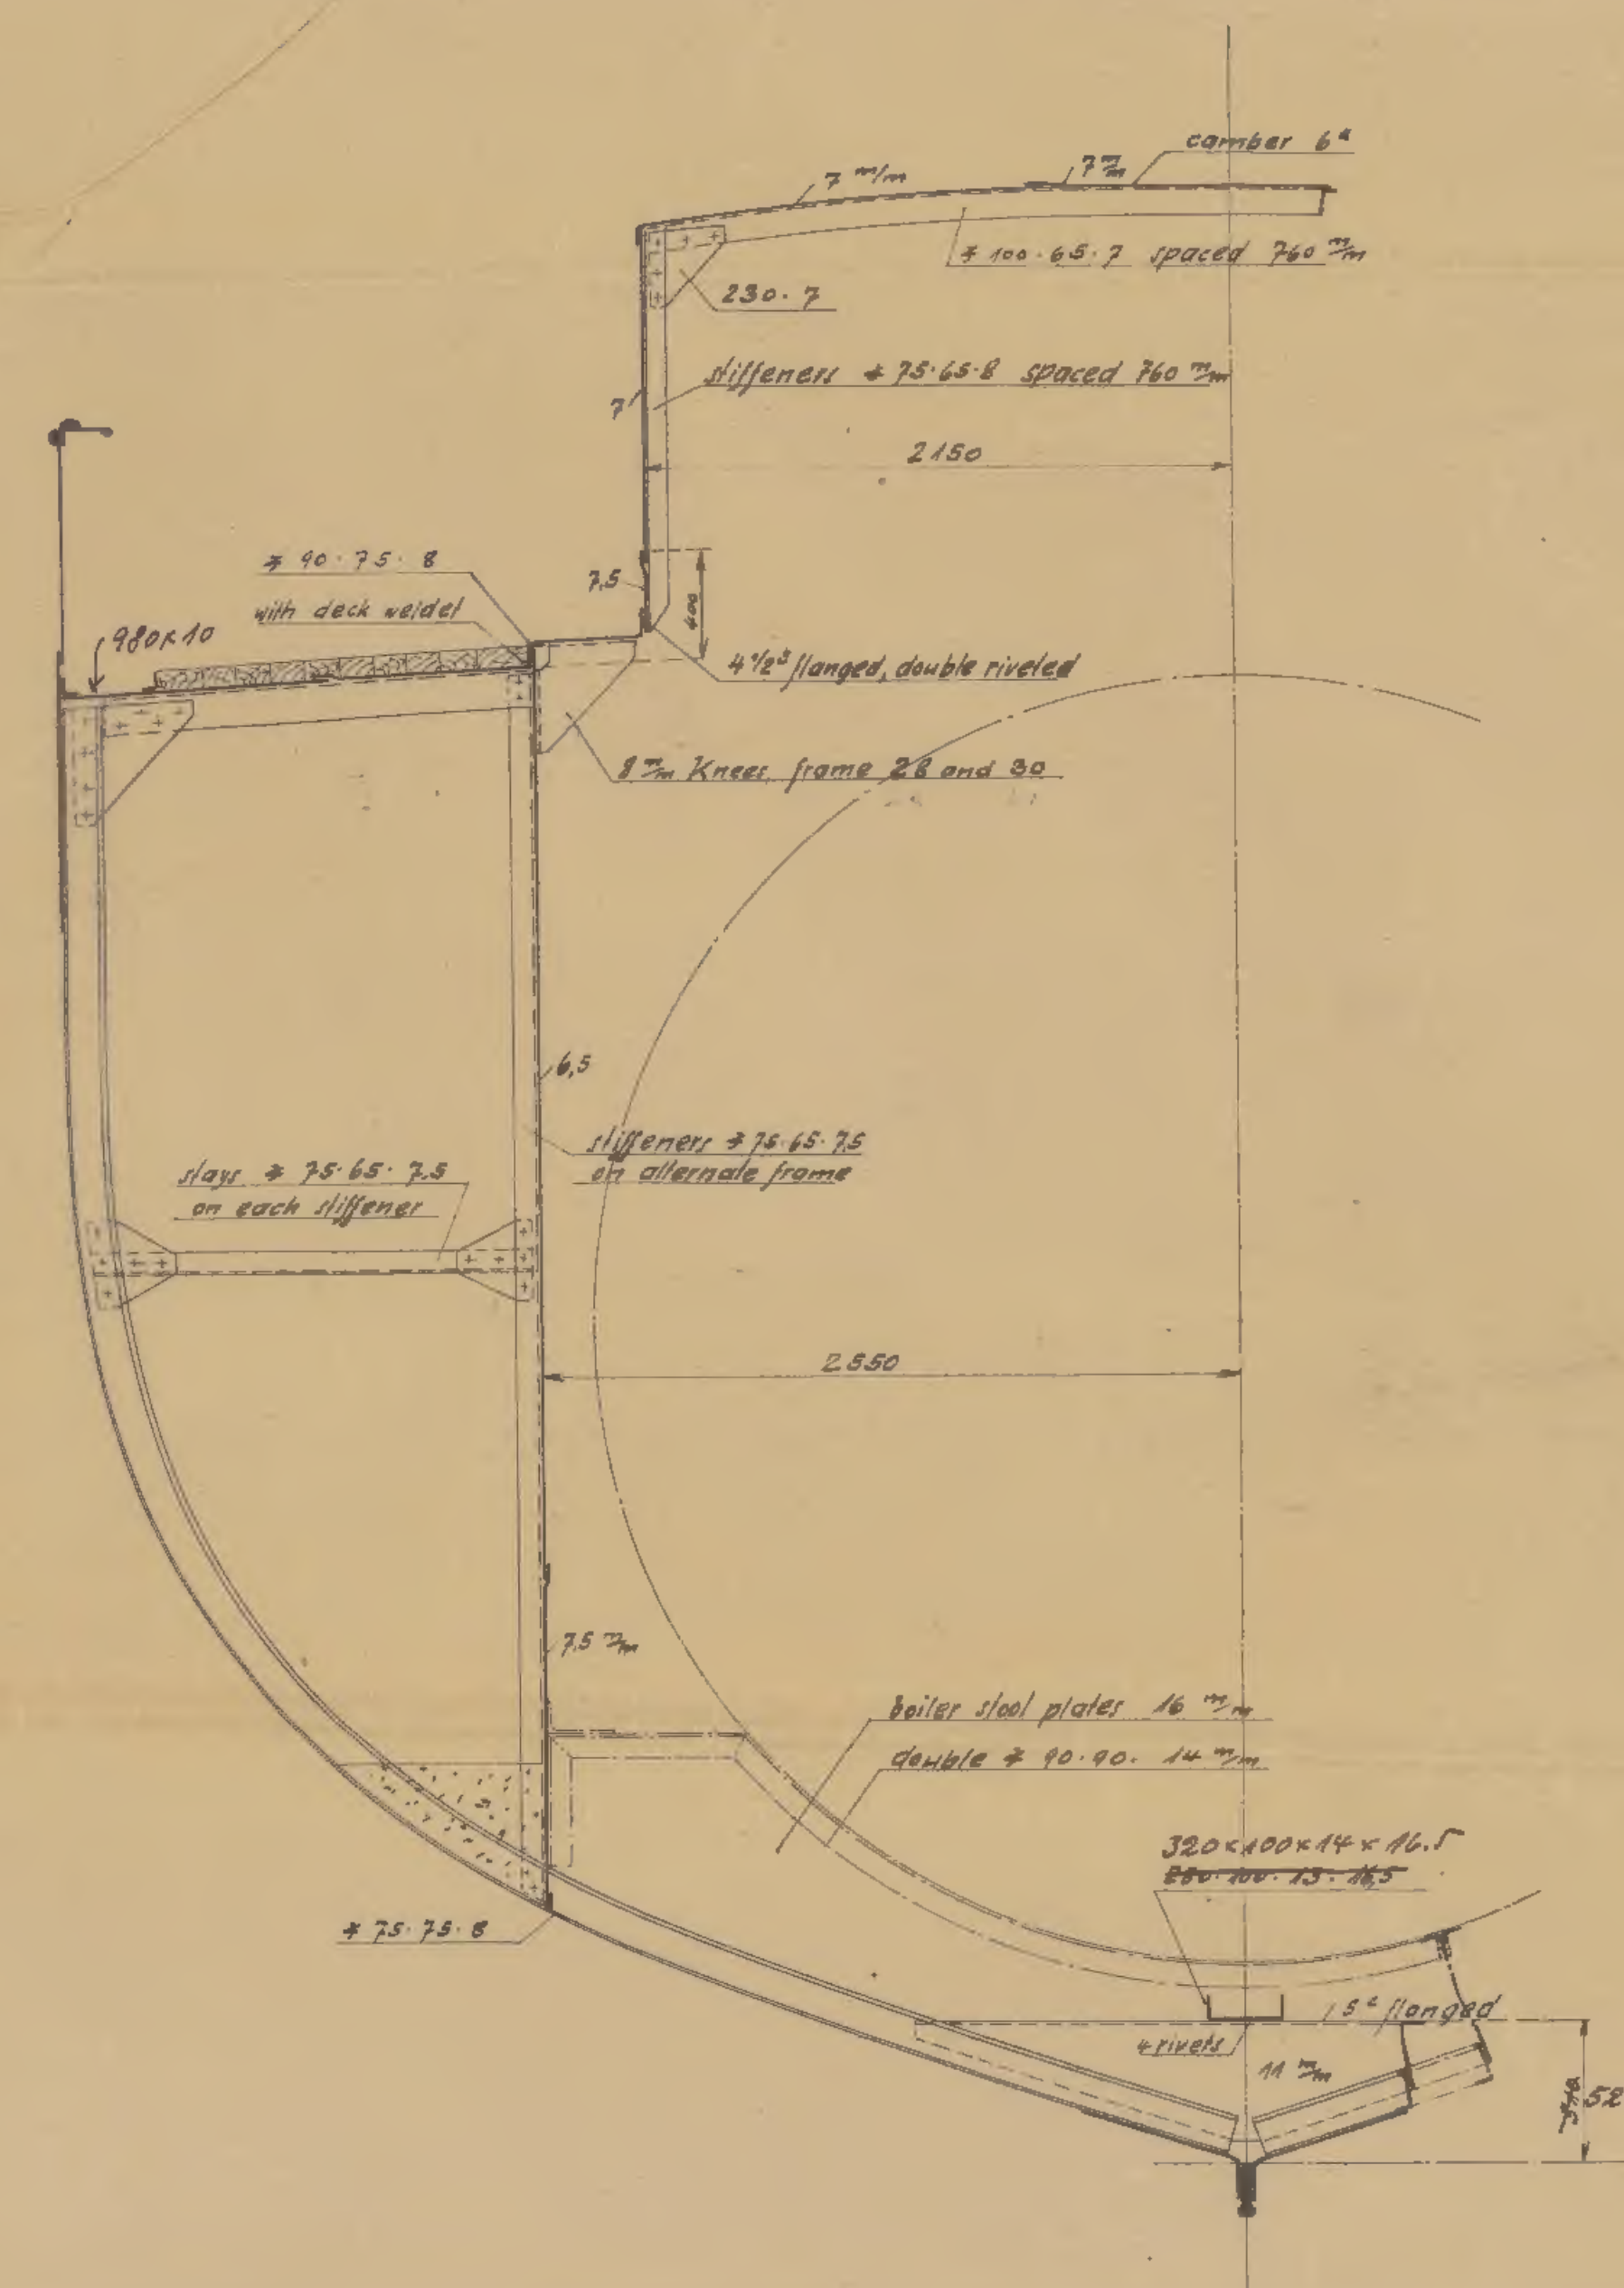 camber 6"
7 m/m
7 m/m
∠ 100 · 65 · 7 spaced 760 m/m
230 · 7
stiffeners ∠ 75·65·8 spaced 760 m/m
7
2150
∠ 90 · 75 · 8
with deck weldet
7,5
400
980×10
4 1/2" flanged, double riveted
8 m/m Knees, frame 28 and 30
6,5
stiffeners ∠ 75·65·7,5
on alternate frame
stays ∠ 75·65·7,5
on each stiffener
2550
7,5 m/m
boiler stool plates 16 m/m
double ∠ 90·90· 14 m/m
320×100×14×16.5
∠ 75·75·8
5" flanged
4 rivets
11 m/m
52